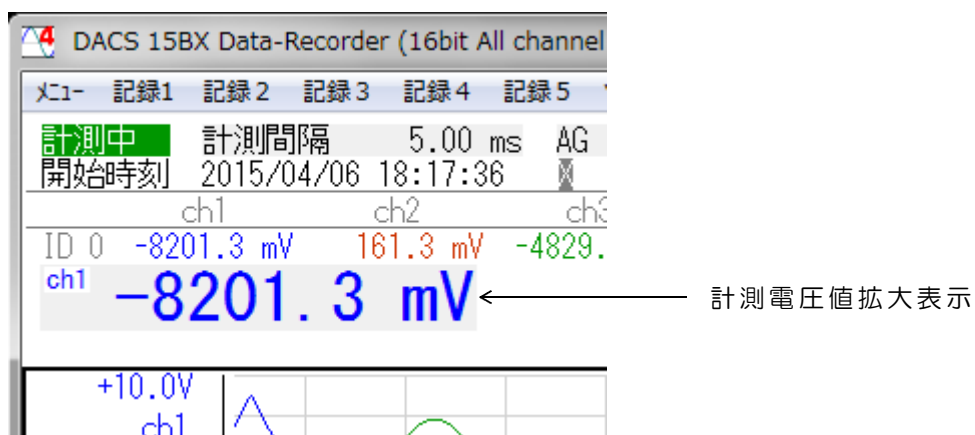 4 DACS 15BX Data-Recorder (16bit All channel
ﾒﾆｭｰ 記録1 記録2 記録3 記録4 記録5
計測中 計測間隔 5.00 ms AG
開始時刻 2015/04/06 18:17:36
ch1 ch2 ch3
ID 0 -8201.3 mV 161.3 mV -4829.
ch1 -8201.3 mV 計測電圧値拡大表示
+10.0V
ch1